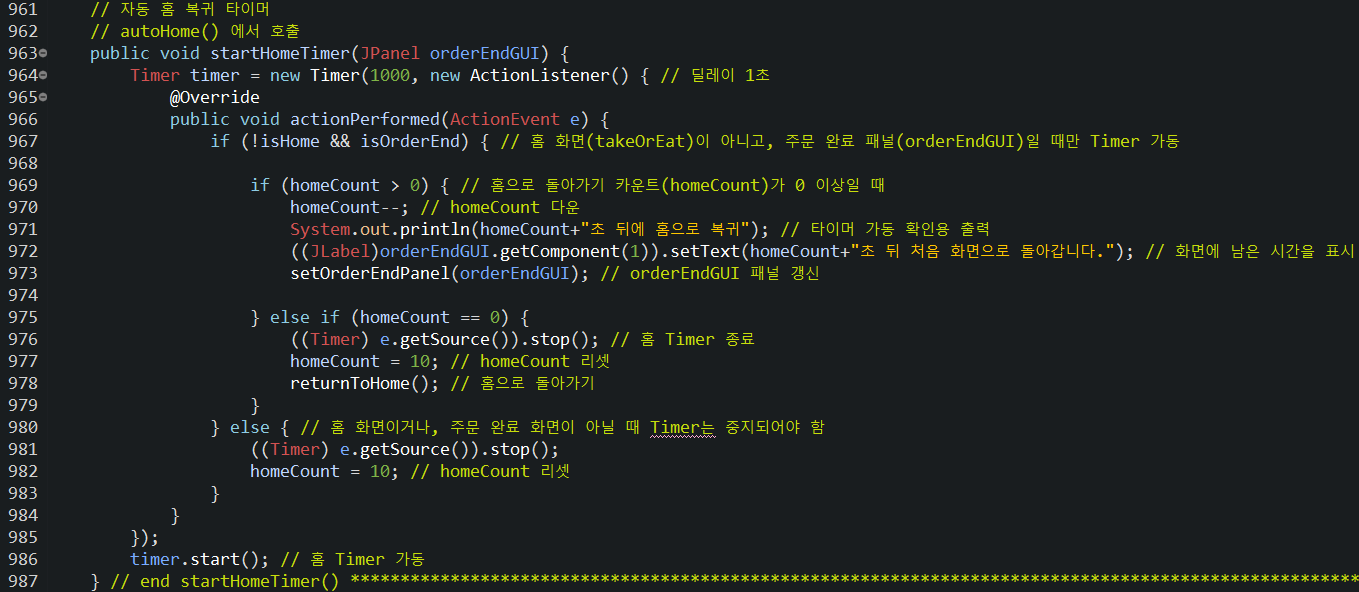 961     // 자동 홈 복귀 타이머
962     // autoHome() 에서 호출
963     public void startHomeTimer(JPanel orderEndGUI) {
964         Timer timer = new Timer(1000, new ActionListener() { // 딜레이 1초
965             @Override
966             public void actionPerformed(ActionEvent e) {
967                 if (!isHome && isOrderEnd) { // 홈 화면(takeOrEat)이 아니고, 주문 완료 패널(orderEndGUI)일 때만 Timer 가동
968
969                     if (homeCount > 0) { // 홈으로 돌아가기 카운트(homeCount)가 0 이상일 때
970                         homeCount--; // homeCount 다운
971                         System.out.println(homeCount+"초 뒤에 홈으로 복귀"); // 타이머 가동 확인용 출력
972                         ((JLabel)orderEndGUI.getComponent(1)).setText(homeCount+"초 뒤 처음 화면으로 돌아갑니다."); // 화면에 남은 시간을 표시
973                         setOrderEndPanel(orderEndGUI); // orderEndGUI 패널 갱신
974
975                     } else if (homeCount == 0) {
976                         ((Timer) e.getSource()).stop(); // 홈 Timer 종료
977                         homeCount = 10; // homeCount 리셋
978                         returnToHome(); // 홈으로 돌아가기
979                     }
980                 } else { // 홈 화면이거나, 주문 완료 화면이 아닐 때 Timer는 중지되어야 함
981                     ((Timer) e.getSource()).stop();
982                     homeCount = 10; // homeCount 리셋
983                 }
984             }
985         });
986         timer.start(); // 홈 Timer 가동
987     } // end startHomeTimer() *****************************************************************************************************